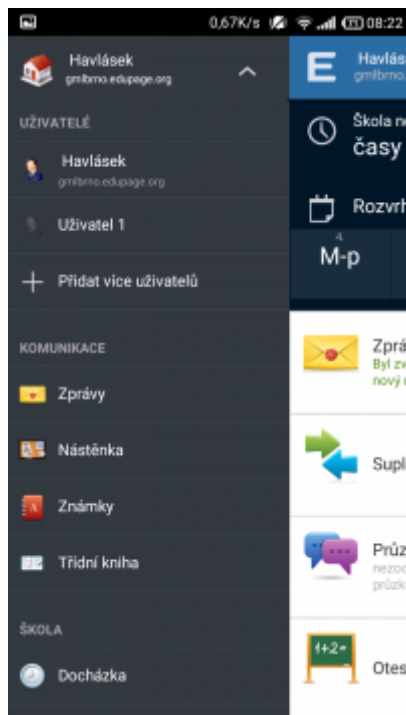 0,67K/s 08:22
Havlásek
gmlbrno.edupage.org
UŽIVATELÉ
Havlásek
gmlbrno.edupage.org
Uživatel 1
Přidat více uživatelů
KOMUNIKACE
Zprávy
Nástěnka
Známky
Třídní kniha
ŠKOLA
Docházka
E
Havlás
gmlbrno.
Škola ne
časy
Rozvrh
4.
M-p
Zprá
Byl zv
nový
Supl
Průz
nezod
průzk
1+2=
Otes